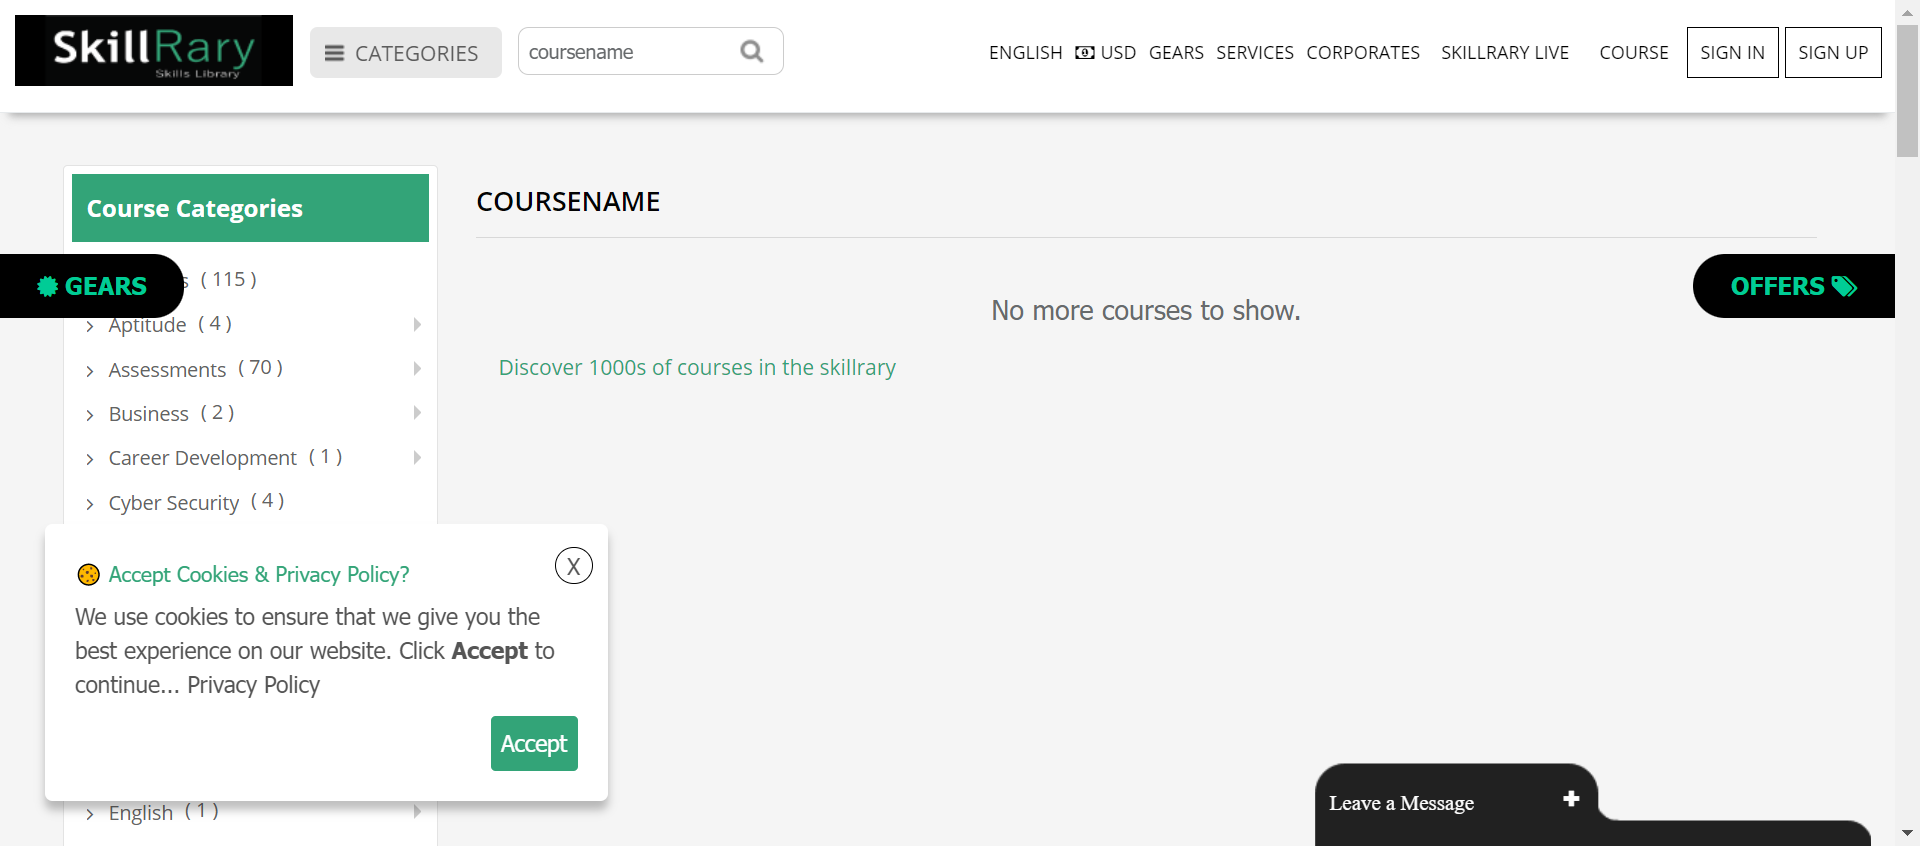 SkillRary
Skills Library
CATEGORIES
coursename
ENGLISH USD GEARS SERVICES CORPORATES SKILLRARY LIVE COURSE SIGN IN SIGN UP
Course Categories
COURSENAME
GEARS
s ( 115 )
OFFERS
No more courses to show.
Aptitude ( 4 )
Discover 1000s of courses in the skillrary
Assessments ( 70 )
Business ( 2 )
Career Development ( 1 )
Cyber Security ( 4 )
Accept Cookies & Privacy Policy?
X
We use cookies to ensure that we give you the
best experience on our website. Click Accept to
continue... Privacy Policy
Accept
English ( 1 )
Leave a Message